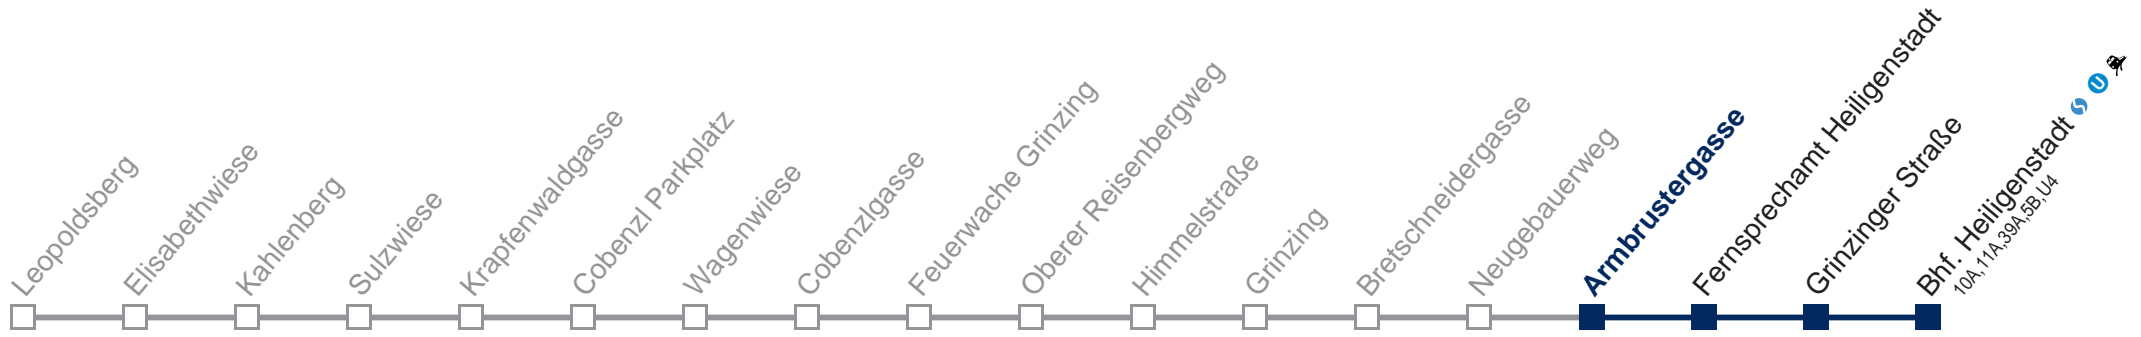 Leopoldsberg
Elisabethwiese
Kahlenberg
Sulzwiese
Krapfenwaldgasse
Cobenzl Parkplatz
Wagenwiese
Cobenzlgasse
Feuerwache Grinzing
Oberer Reisenbergweg
Himmelstraße
Grinzing
Bretschneidergasse
Neugebauerweg
Armbrustergasse
Fernsprechamt Heiligenstadt
Grinzinger Straße
Bhf. Heiligenstadt S U
10A,11A,39A,5B,U4